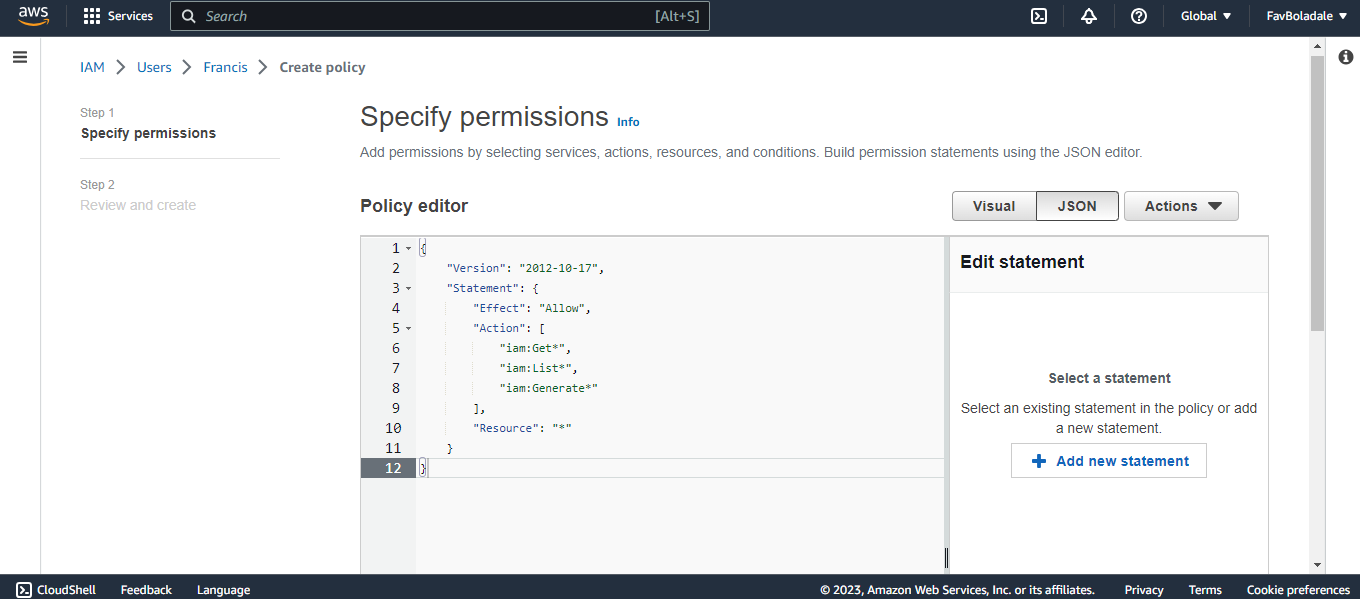 aws Services Search [Alt+S] Global FavBoladale
IAM Users Francis Create policy
Step 1
Specify permissions
Step 2
Review and create
Specify permissions Info
Add permissions by selecting services, actions, resources, and conditions. Build permission statements using the JSON editor.
Policy editor Visual JSON Actions
1 {
2 "Version": "2012-10-17",
3 "Statement": {
4 "Effect": "Allow",
5 "Action": [
6 "iam:Get*",
7 "iam:List*",
8 "iam:Generate*"
9 ],
10 "Resource": "*"
11 }
12 }
Edit statement
Select a statement
Select an existing statement in the policy or add
a new statement.
+ Add new statement
CloudShell Feedback Language © 2023, Amazon Web Services, Inc. or its affiliates. Privacy Terms Cookie preferences